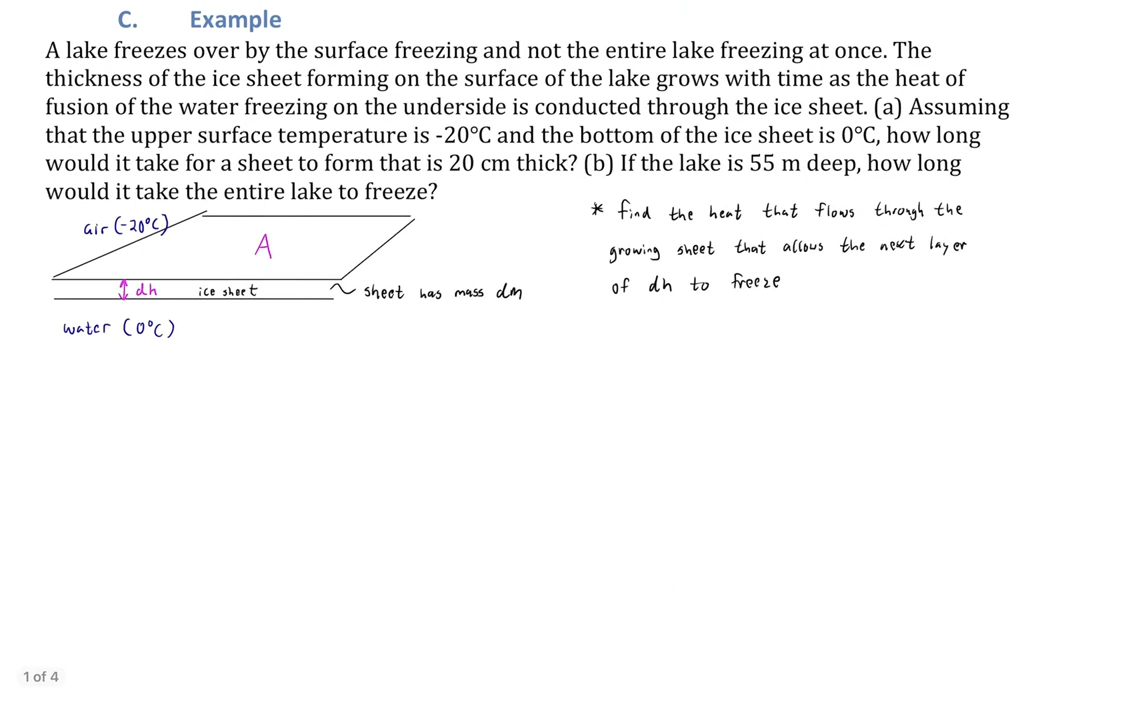 C. Example
A lake freezes over by the surface freezing and not the entire lake freezing at once. The
thickness of the ice sheet forming on the surface of the lake grows with time as the heat of
fusion of the water freezing on the underside is conducted through the ice sheet. (a) Assuming
that the upper surface temperature is -20°C and the bottom of the ice sheet is 0°C, how long
would it take for a sheet to form that is 20 cm thick? (b) If the lake is 55 m deep, how long
would it take the entire lake to freeze?
air (-20°C)
A
dh ice sheet
sheet has mass dm
water (0°C)
* find the heat that flows through the
growing sheet that allows the next layer
of dh to freeze
1 of 4